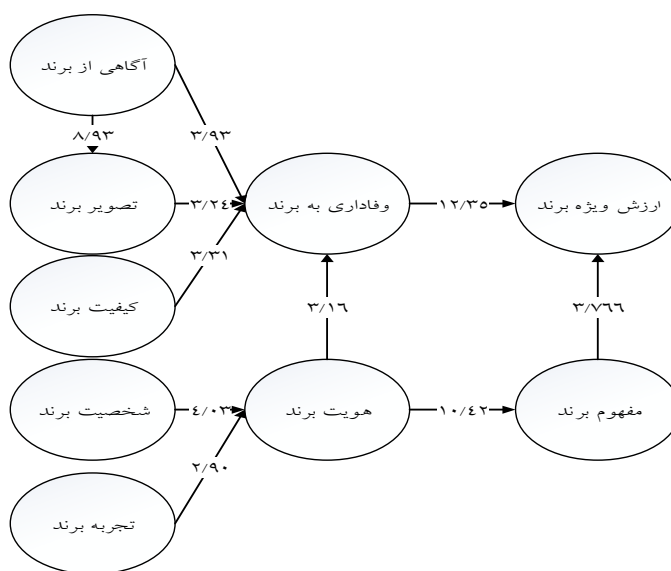 آگاهی از برند
۸/۹۳
۳/۹۳
تصویر برند
۳/۲٤
وفاداری به برند
۱۲/۳٥
ارزش ویژه برند
۳/۳۱
کیفیت برند
۳/۱٦
۳/۷٦٦
شخصیت برند
٤/۰۳
هویت برند
۱۰/٤۲
مفهوم برند
۲/۹۰
تجربه برند